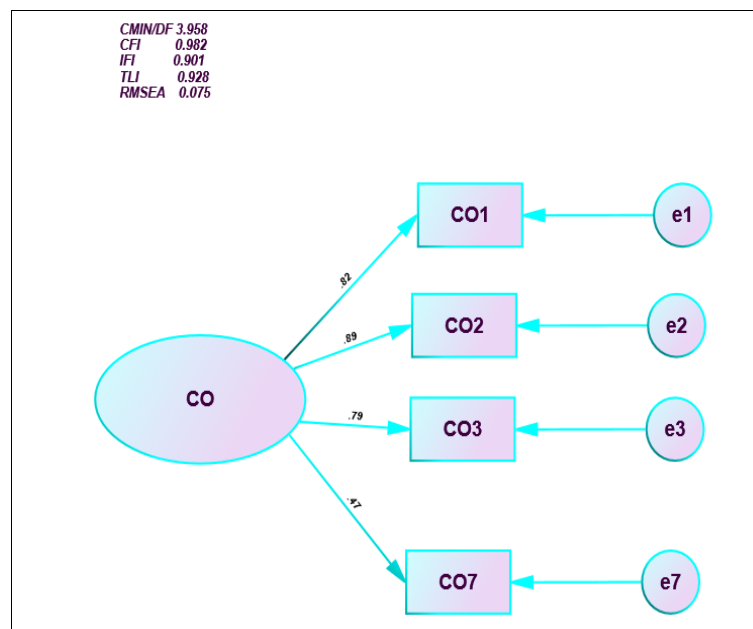 CMIN/DF 3.958
CFI 0.982
IFI 0.901
TLI 0.928
RMSEA 0.075
CO1
e1
.82
CO2
e2
.89
CO
.79
CO3
e3
.47
CO7
e7